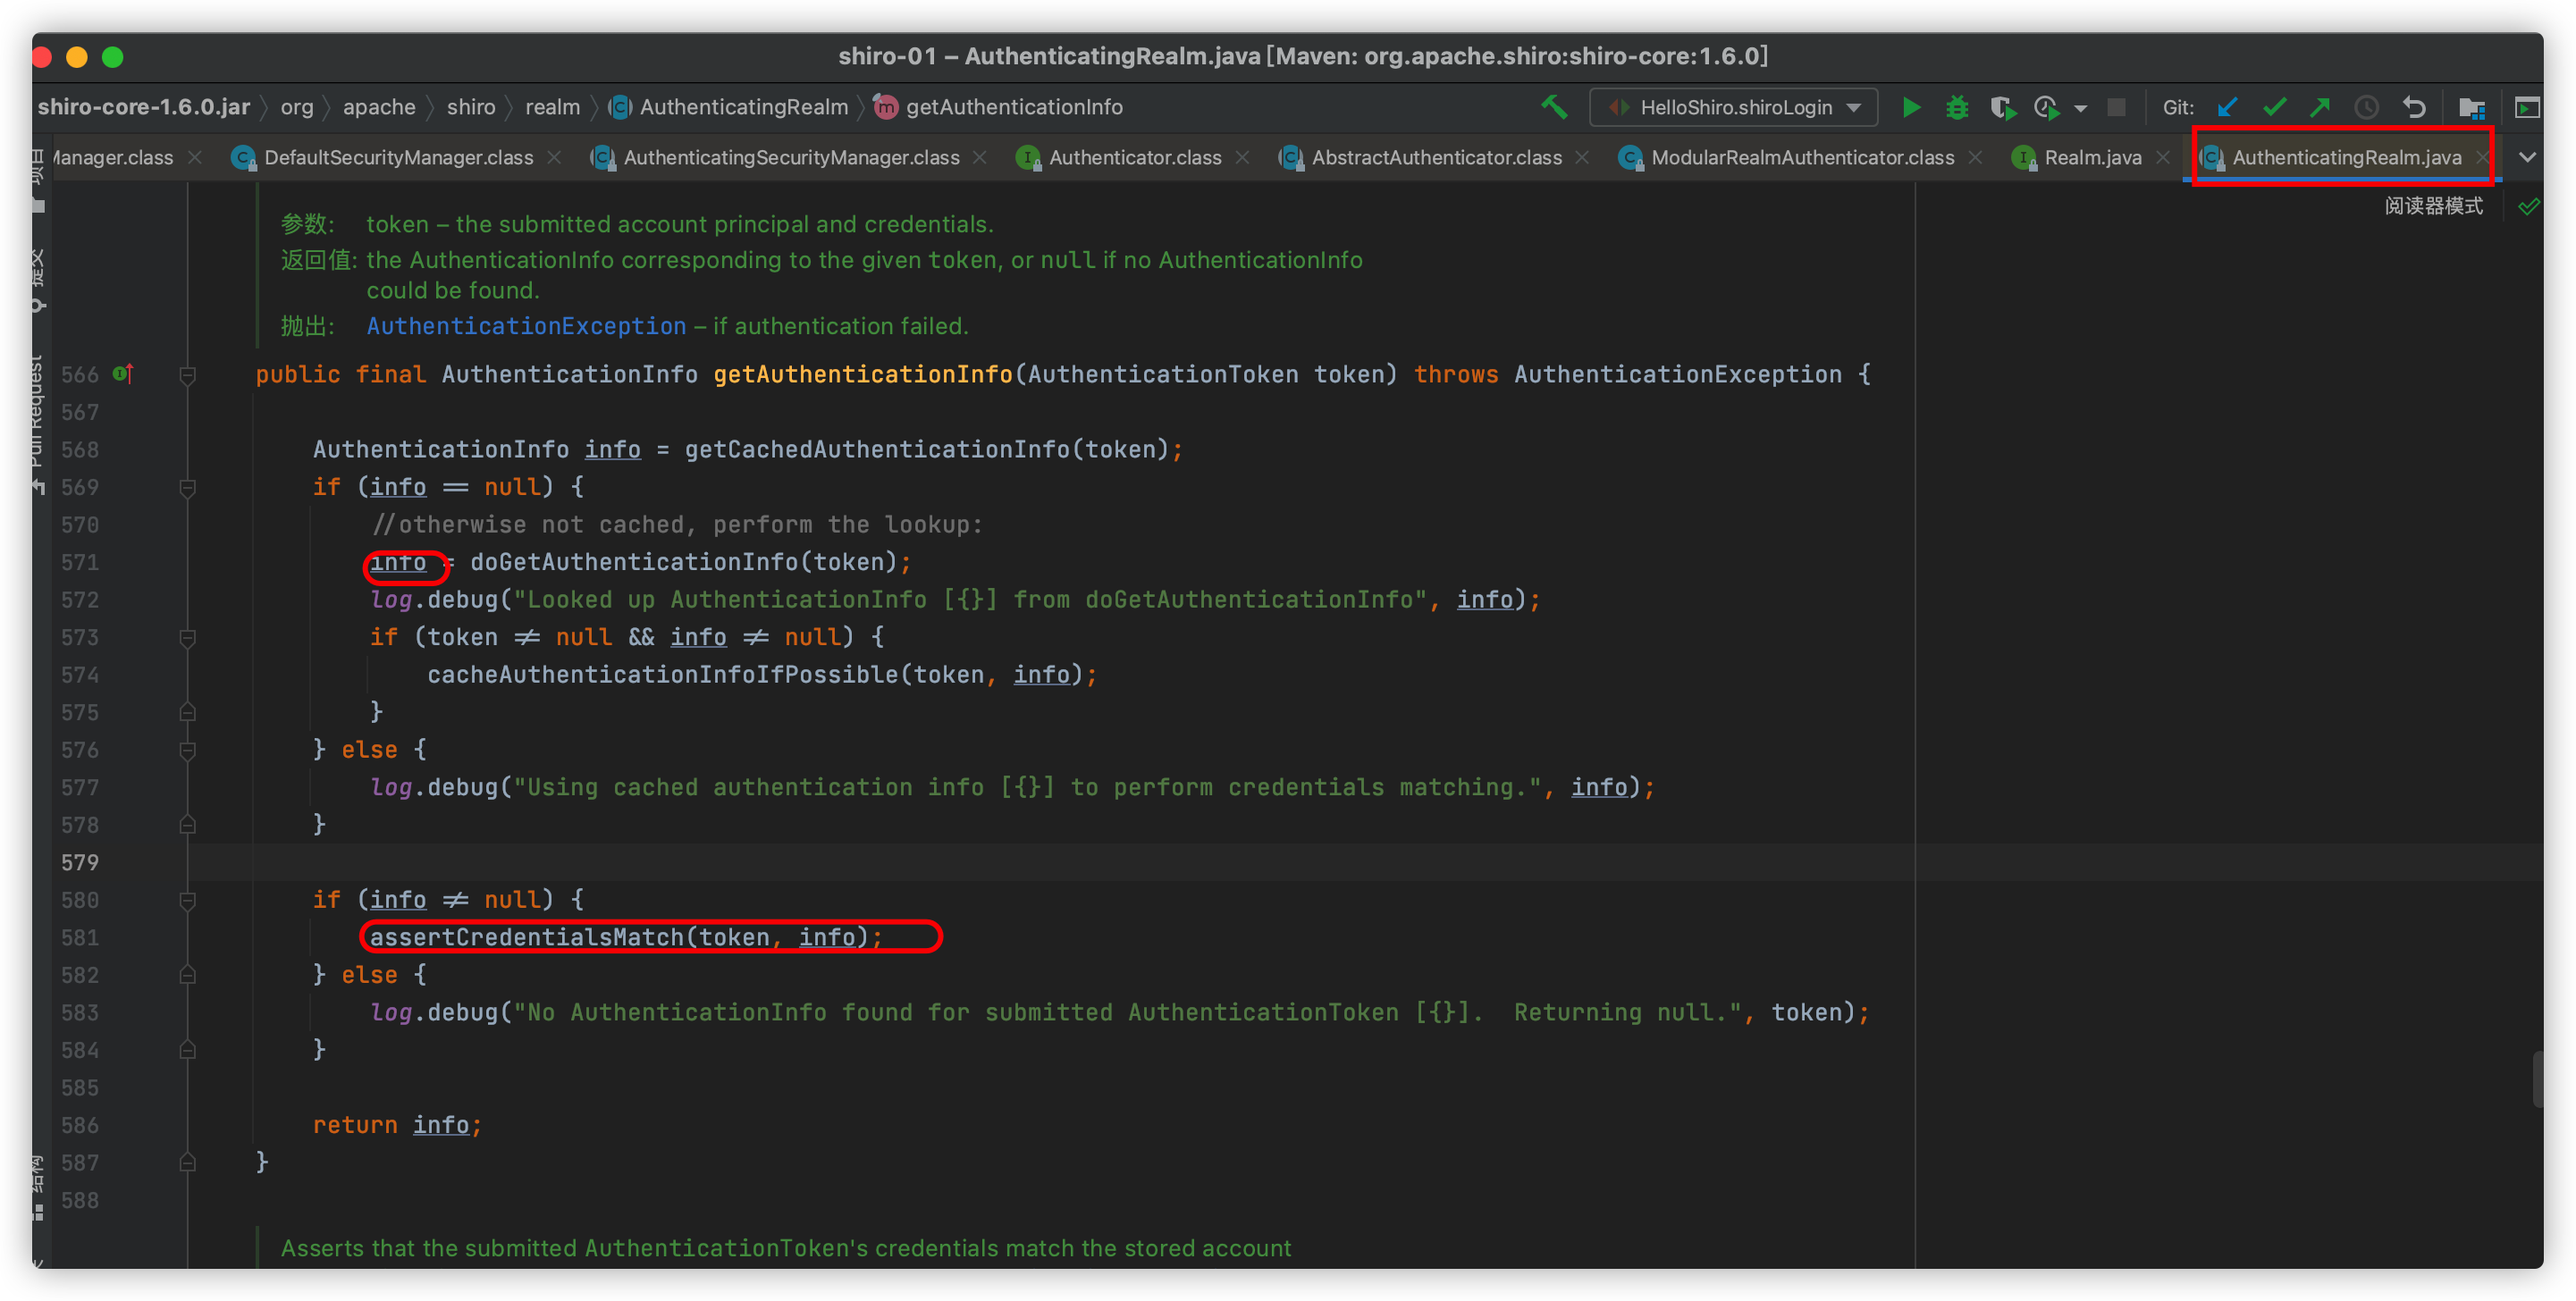 shiro-01 – AuthenticatingRealm.java [Maven: org.apache.shiro:shiro-core:1.6.0]
shiro-core-1.6.0.jar org apache shiro realm AuthenticatingRealm getAuthenticationInfo HelloShiro.shiroLogin Git:
Manager.class DefaultSecurityManager.class AuthenticatingSecurityManager.class Authenticator.class AbstractAuthenticator.class ModularRealmAuthenticator.class Realm.java AuthenticatingRealm.java
项目
提交
Pull Request
结构
阅读器模式
参数: token – the submitted account principal and credentials.
返回值: the AuthenticationInfo corresponding to the given token, or null if no AuthenticationInfo
could be found.
抛出: AuthenticationException – if authentication failed.
566 public final AuthenticationInfo getAuthenticationInfo(AuthenticationToken token) throws AuthenticationException {
567
568 AuthenticationInfo info = getCachedAuthenticationInfo(token);
569 if (info == null) {
570 //otherwise not cached, perform the lookup:
571 info = doGetAuthenticationInfo(token);
572 log.debug("Looked up AuthenticationInfo [{}] from doGetAuthenticationInfo", info);
573 if (token != null && info != null) {
574 cacheAuthenticationInfoIfPossible(token, info);
575 }
576 } else {
577 log.debug("Using cached authentication info [{}] to perform credentials matching.", info);
578 }
579
580 if (info != null) {
581 assertCredentialsMatch(token, info);
582 } else {
583 log.debug("No AuthenticationInfo found for submitted AuthenticationToken [{}].  Returning null.", token);
584 }
585
586 return info;
587 }
588
Asserts that the submitted AuthenticationToken's credentials match the stored account